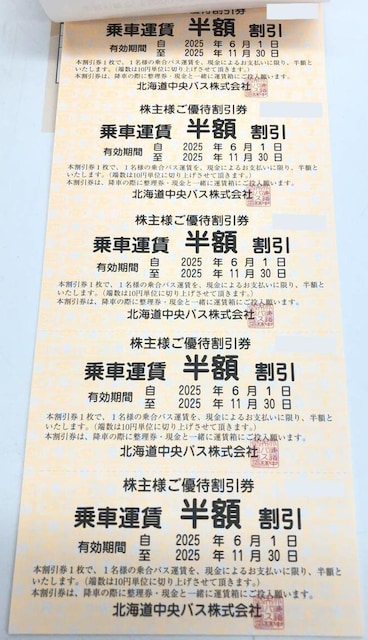 優待割引券
乗車運賃 半額 割引
有効期間 自 2025 年 6 月 1 日
至 2025 年 11 月 30 日
本割引券1枚で、1名様の乗合バス運賃を、現金によるお支払いに限り、半額と
いたします。(端数は10円単位に切り上げさせて頂きます。)
本割引券は、降車の際に整理券・現金と一緒に運賃箱にご投入願います。
北海道中央バス株式会社
株主様ご優待割引券
乗車運賃 半額 割引
有効期間 自 2025 年 6 月 1 日
至 2025 年 11 月 30 日
本割引券1枚で、1名様の乗合バス運賃を、現金によるお支払いに限り、半額と
いたします。(端数は10円単位に切り上げさせて頂きます。)
本割引券は、降車の際に整理券・現金と一緒に運賃箱にご投入願います。
北海道中央バス株式会社
株主様ご優待割引券
乗車運賃 半額 割引
有効期間 自 2025 年 6 月 1 日
至 2025 年 11 月 30 日
本割引券1枚で、1名様の乗合バス運賃を、現金によるお支払いに限り、半額と
いたします。(端数は10円単位に切り上げさせて頂きます。)
本割引券は、降車の際に整理券・現金と一緒に運賃箱にご投入願います。
北海道中央バス株式会社
株主様ご優待割引券
乗車運賃 半額 割引
有効期間 自 2025 年 6 月 1 日
至 2025 年 11 月 30 日
本割引券1枚で、1名様の乗合バス運賃を、現金によるお支払いに限り、半額と
いたします。(端数は10円単位に切り上げさせて頂きます。)
本割引券は、降車の際に整理券・現金と一緒に運賃箱にご投入願います。
北海道中央バス株式会社
株主様ご優待割引券
乗車運賃 半額 割引
有効期間 自 2025 年 6 月 1 日
至 2025 年 11 月 30 日
本割引券1枚で、1名様の乗合バス運賃を、現金によるお支払いに限り、半額と
いたします。(端数は10円単位に切り上げさせて頂きます。)
本割引券は、降車の際に整理券・現金と一緒に運賃箱にご投入願います。
北海道中央バス株式会社